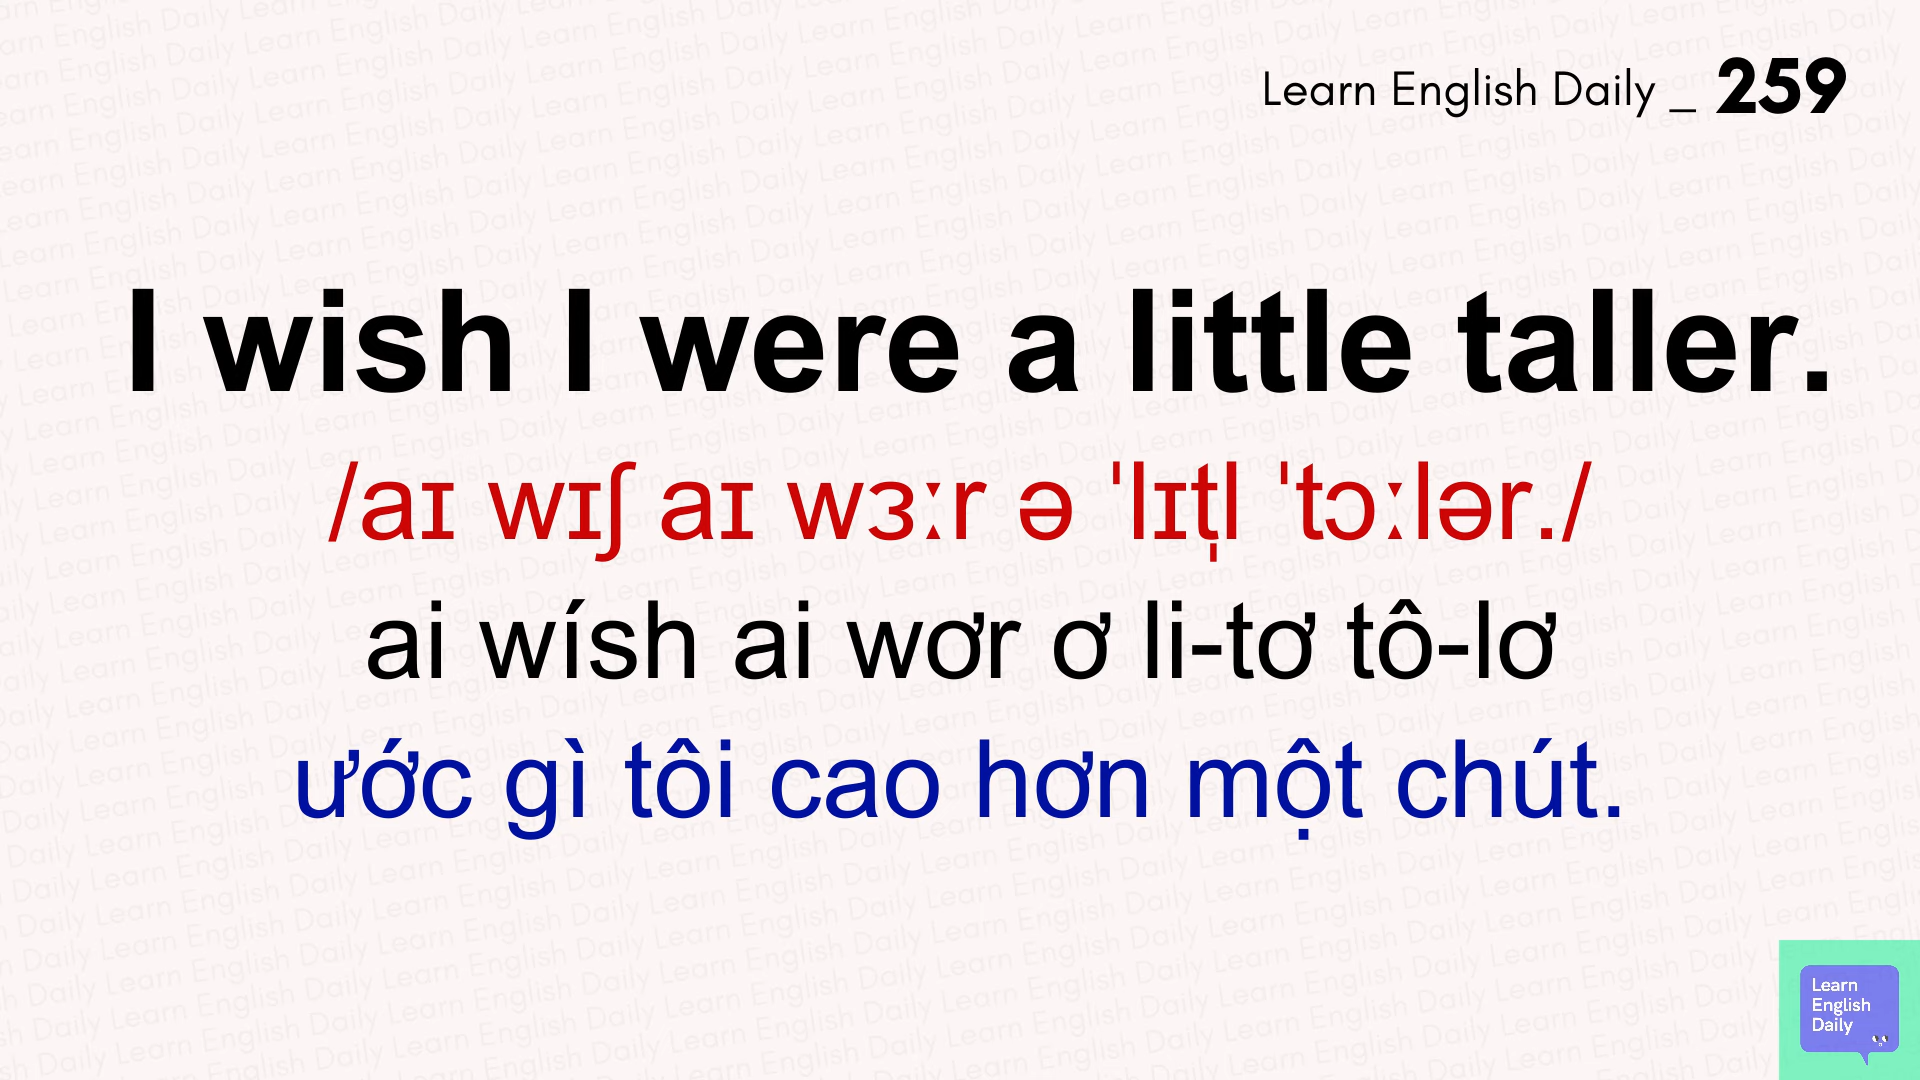 Learn English Daily _ 259
I wish I were a little taller.
/aɪ wɪʃ aɪ wɜːr ə ˈlɪt̩l ˈtɔːlər./
ai wísh ai wơr ơ li-tơ tô-lơ
ước gì tôi cao hơn một chút.
Learn
English
Daily